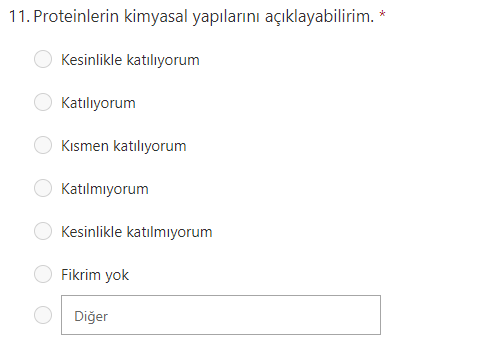 11. Proteinlerin kimyasal yapılarını açıklayabilirim. *
Kesinlikle katılıyorum
Katılıyorum
Kısmen katılıyorum
Katılmıyorum
Kesinlikle katılmıyorum
Fikrim yok
Diğer